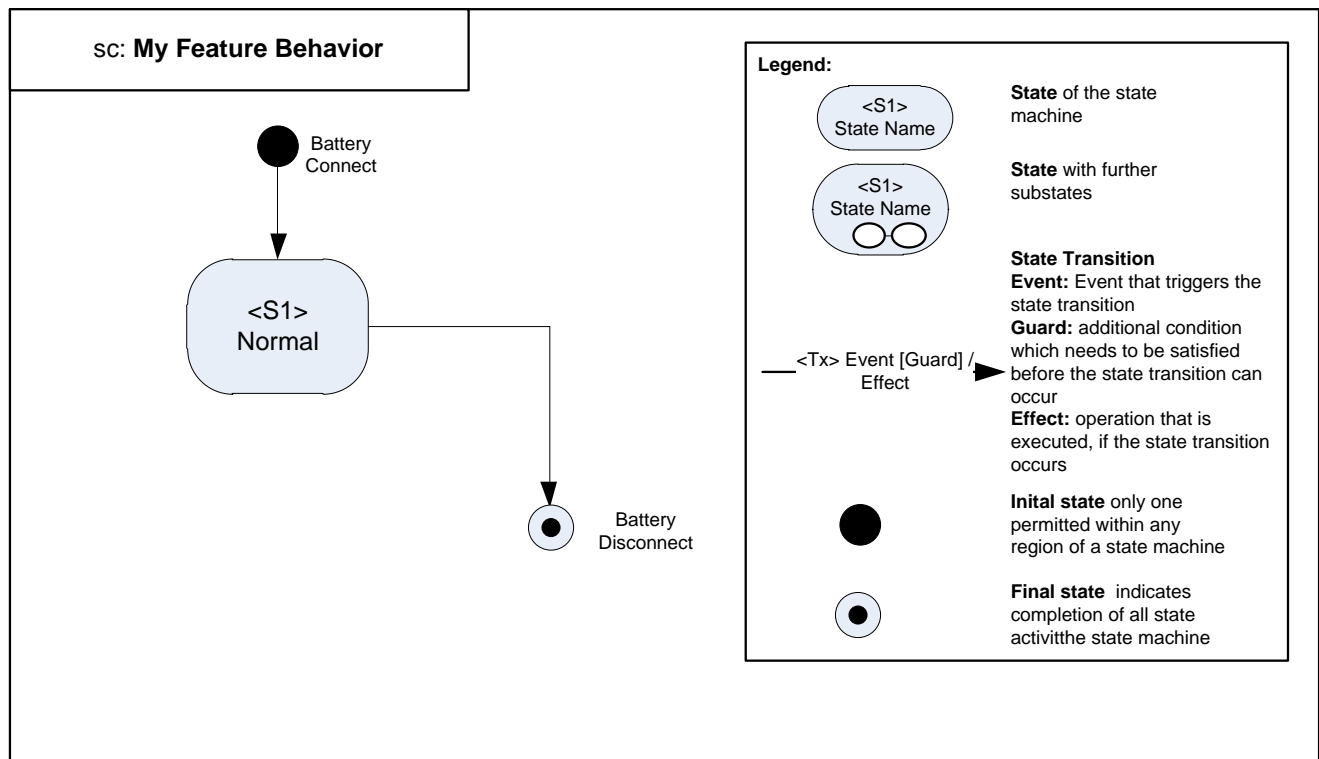 sc: My Feature Behavior
Battery
Connect
<S1>
Normal
Battery
Disconnect
Legend:
<S1>
State Name
State of the state
machine
<S1>
State Name
State with further
substates
<Tx> Event [Guard] /
Effect
State Transition
Event: Event that triggers the
state transition
Guard: additional condition
which needs to be satisfied
before the state transition can
occur
Effect: operation that is
executed, if the state transition
occurs
Inital state only one
permitted within any
region of a state machine
Final state indicates
completion of all state
activitthe state machine